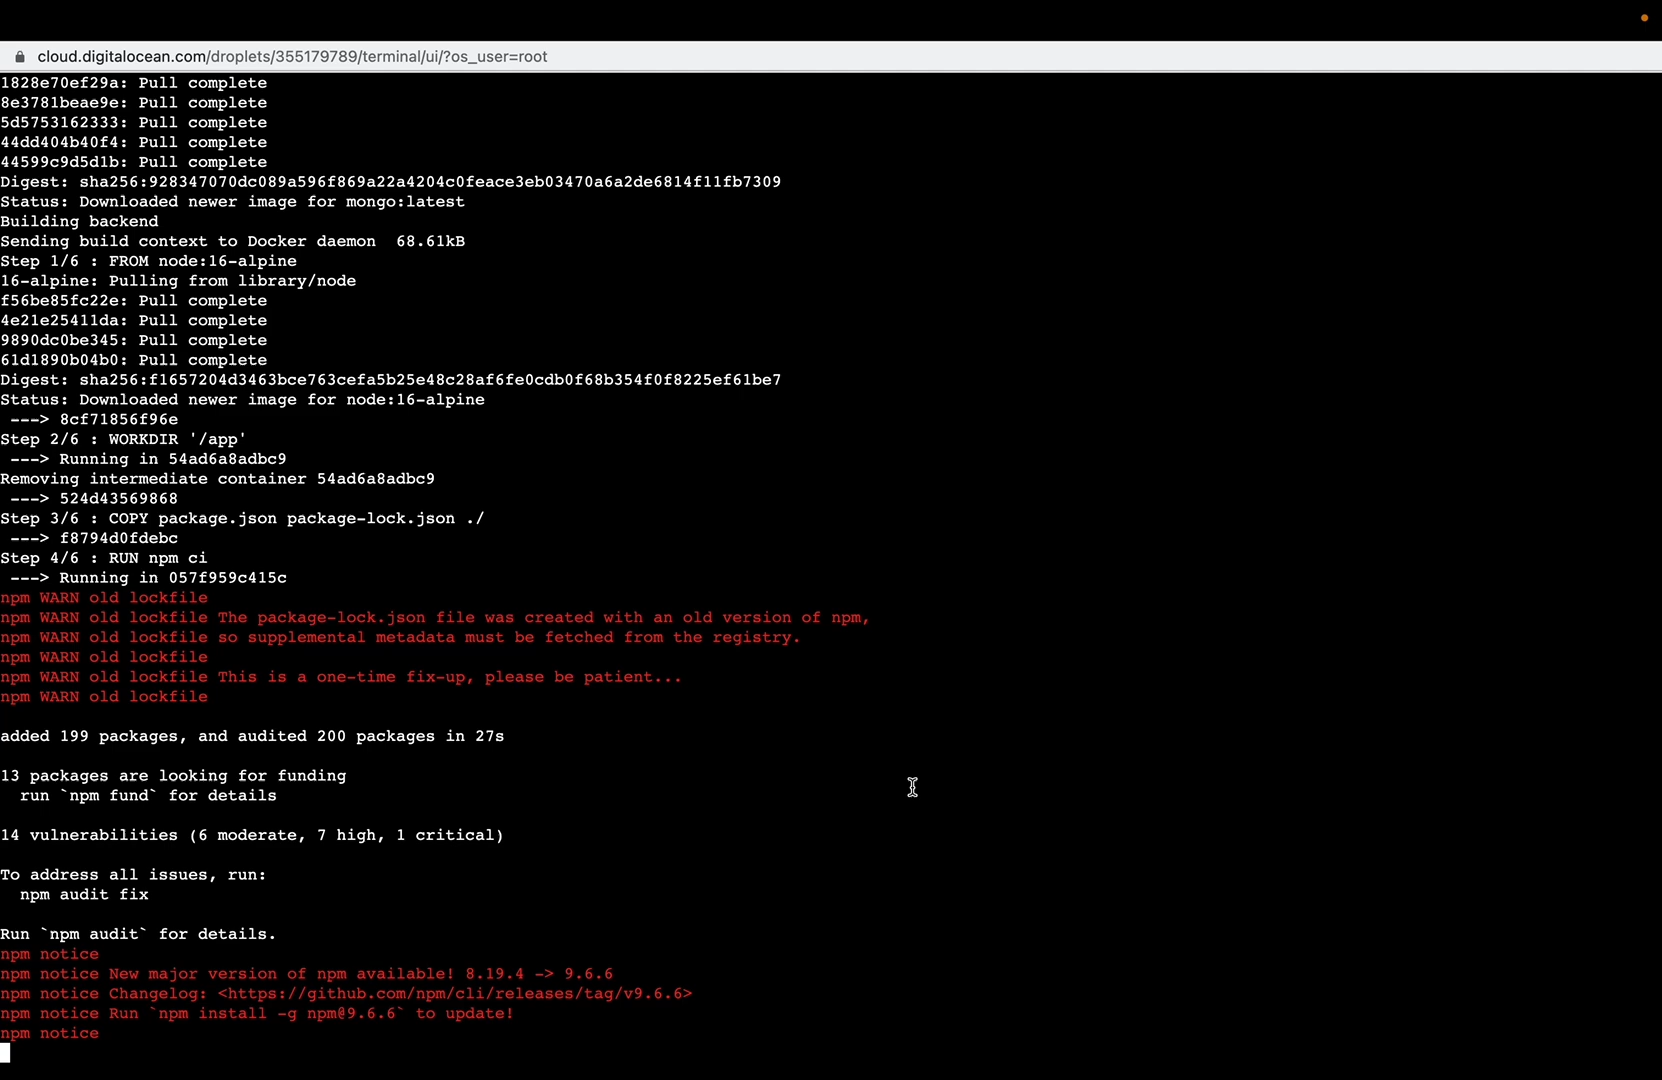 cloud.digitalocean.com/droplets/355179789/terminal/ui/?os_user=root
1828e70ef29a: Pull complete
8e3781beae9e: Pull complete
5d5753162333: Pull complete
44dd404b40f4: Pull complete
44599c9d5d1b: Pull complete
Digest: sha256:928347070dc089a596f869a22a4204c0feace3eb03470a6a2de6814f11fb7309
Status: Downloaded newer image for mongo:latest
Building backend
Sending build context to Docker daemon  68.61kB
Step 1/6 : FROM node:16-alpine
16-alpine: Pulling from library/node
f56be85fc22e: Pull complete
4e21e25411da: Pull complete
9890dc0be345: Pull complete
61d1890b04b0: Pull complete
Digest: sha256:f1657204d3463bce763cefa5b25e48c28af6fe0cdb0f68b354f0f8225ef61be7
Status: Downloaded newer image for node:16-alpine
 ---> 8cf71856f96e
Step 2/6 : WORKDIR '/app'
 ---> Running in 54ad6a8adbc9
Removing intermediate container 54ad6a8adbc9
 ---> 524d43569868
Step 3/6 : COPY package.json package-lock.json ./
 ---> f8794d0fdebc
Step 4/6 : RUN npm ci
 ---> Running in 057f959c415c
npm WARN old lockfile
npm WARN old lockfile The package-lock.json file was created with an old version of npm,
npm WARN old lockfile so supplemental metadata must be fetched from the registry.
npm WARN old lockfile
npm WARN old lockfile This is a one-time fix-up, please be patient...
npm WARN old lockfile
added 199 packages, and audited 200 packages in 27s
13 packages are looking for funding
  run `npm fund` for details
14 vulnerabilities (6 moderate, 7 high, 1 critical)
To address all issues, run:
  npm audit fix
Run `npm audit` for details.
npm notice
npm notice New major version of npm available! 8.19.4 -> 9.6.6
npm notice Changelog: <https://github.com/npm/cli/releases/tag/v9.6.6>
npm notice Run `npm install -g npm@9.6.6` to update!
npm notice